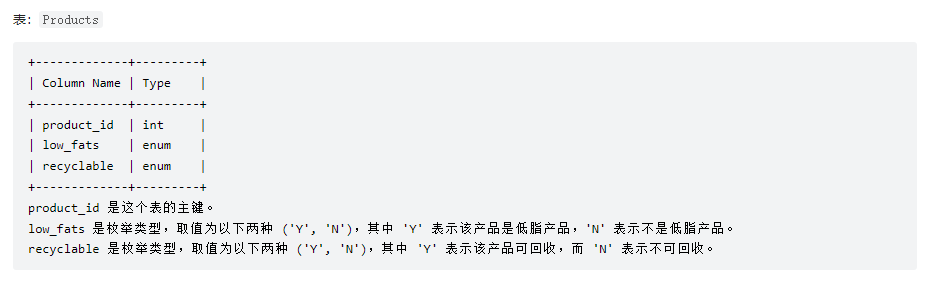 表: Products
+-------------+---------+
| Column Name | Type    |
+-------------+---------+
| product_id  | int     |
| low_fats    | enum    |
| recyclable  | enum    |
+-------------+---------+
product_id 是这个表的主键。
low_fats 是枚举类型，取值为以下两种 ('Y', 'N')，其中 'Y' 表示该产品是低脂产品，'N' 表示不是低脂产品。
recyclable 是枚举类型，取值为以下两种 ('Y', 'N')，其中 'Y' 表示该产品可回收，而 'N' 表示不可回收。